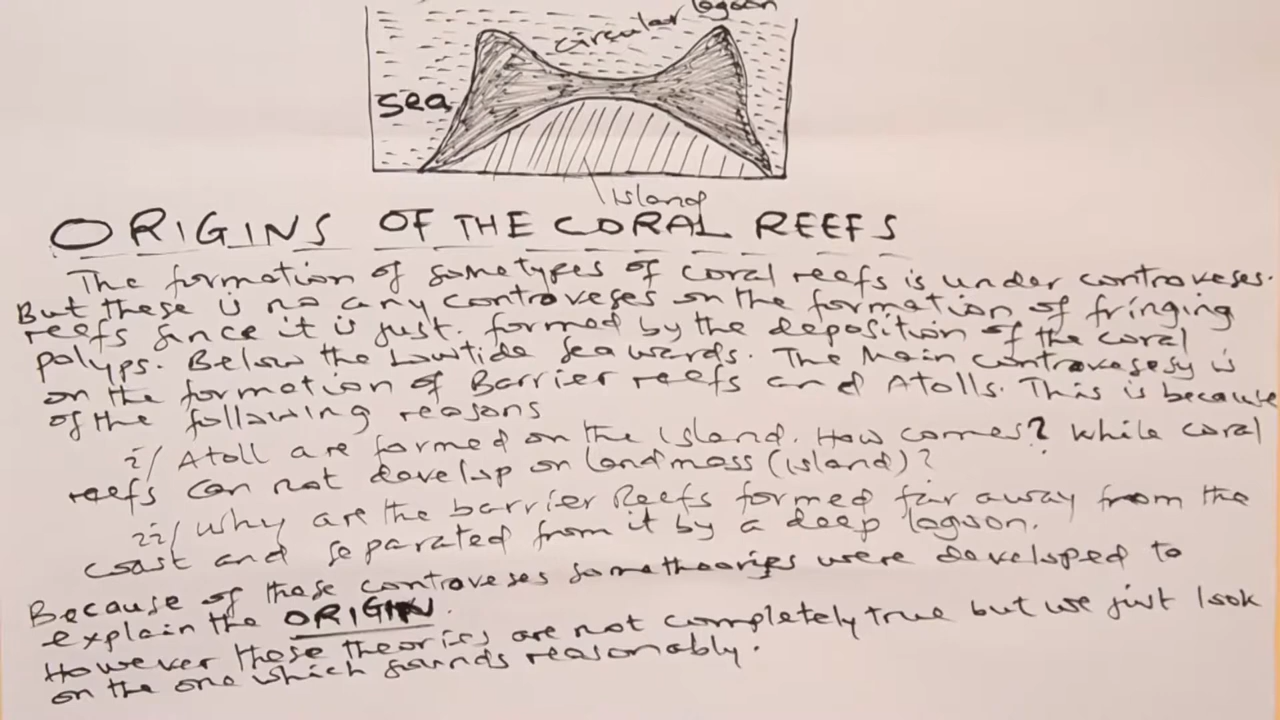 circular lagoon
sea
Island
ORIGINS OF THE CORAL REEFS
The formation of some types of coral reefs is under controveses.
But these is no any controveses on the formation of fringing
reefs since it is just. formed by the deposition of the coral
polyps. Below the Lowtide seawards. The Main controvesesy is
on the formation of Barrier reefs and Atolls. This is because
of the following reasons
i/ Atoll are formed on the Island. How comes? while coral
reefs can not develop on landmass (island)?
ii/ Why are the barrier Reefs formed far away from the
coast and separated from it by a deep lagoon.
Because of these controveses some theories were developed to
explain the ORIGIN.
However these theories are not completely true but we just look
on the one which sounds reasonably.